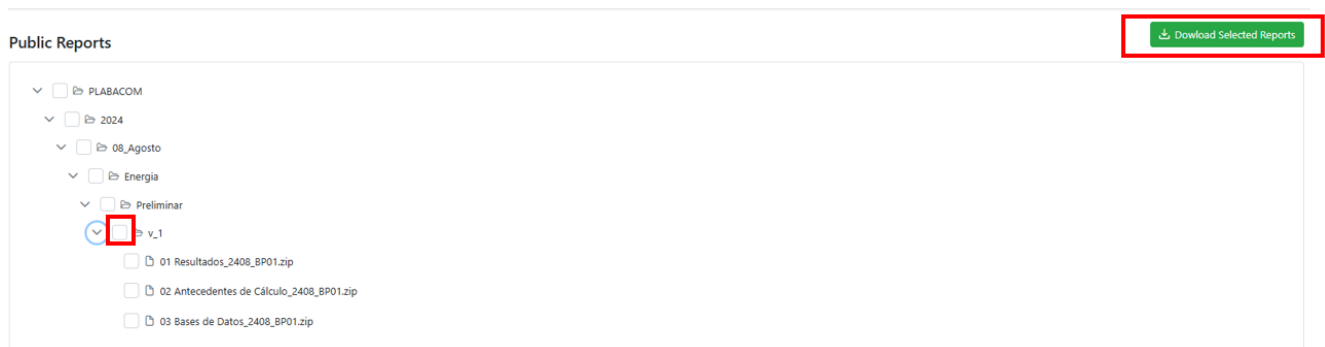 Public Reports
Dowload Selected Reports
PLABACOM
2024
08_Agosto
Energia
Preliminar
v_1
01 Resultados_2408_BP01.zip
02 Antecedentes de Cálculo_2408_BP01.zip
03 Bases de Datos_2408_BP01.zip